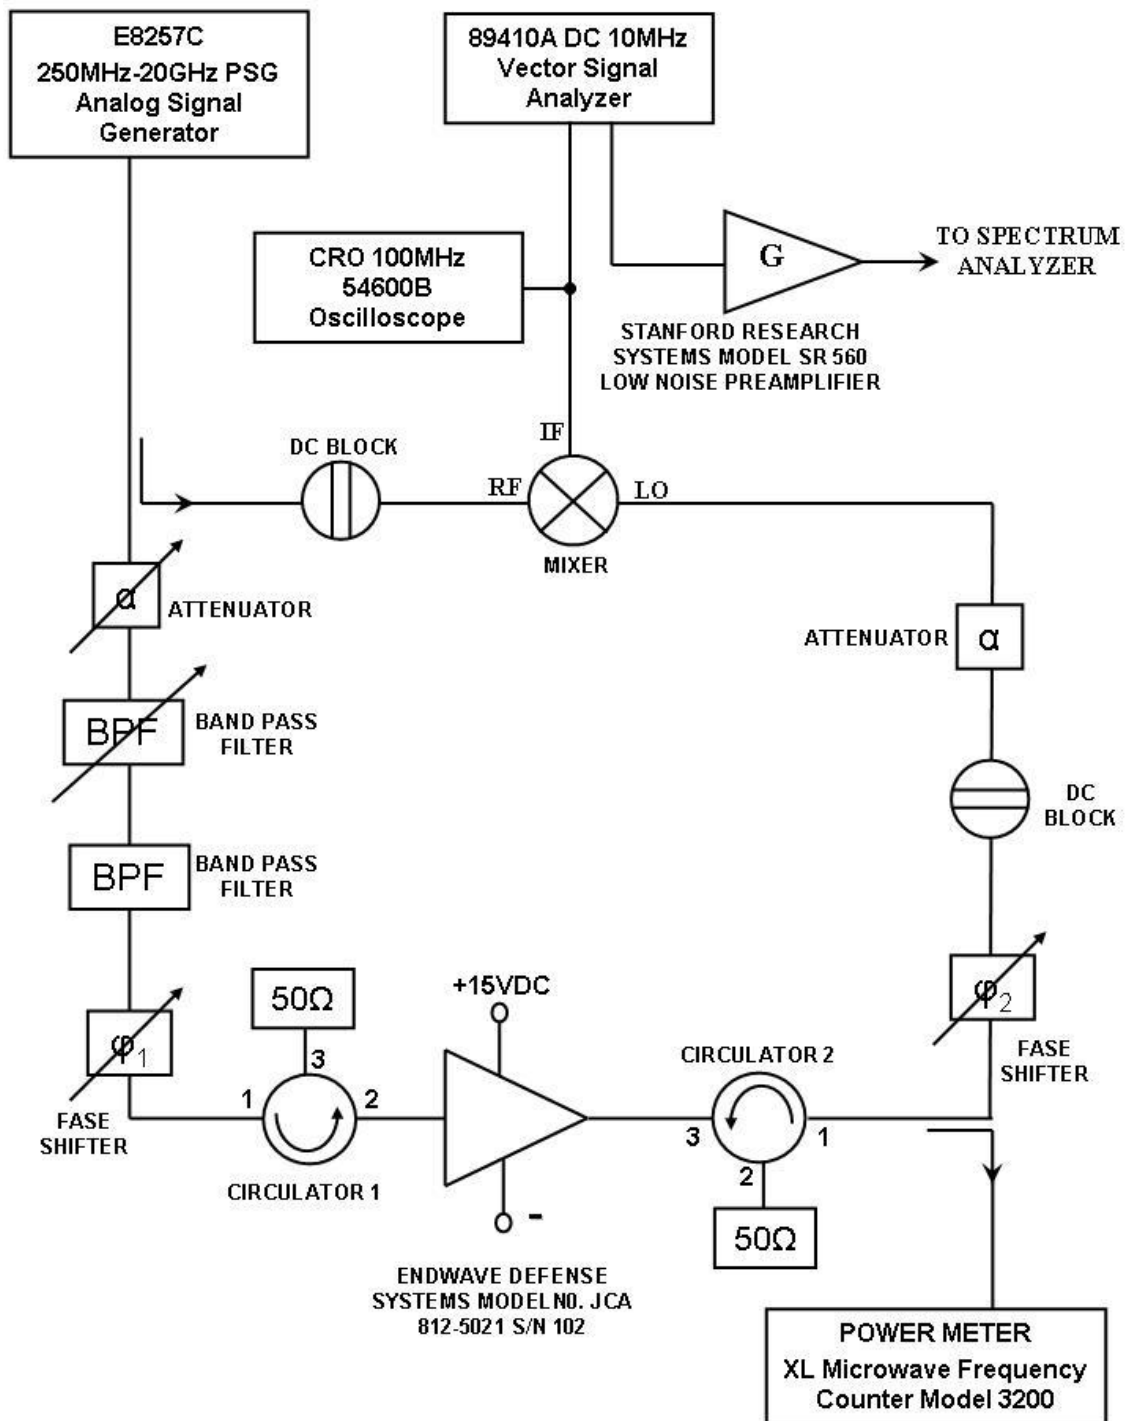 E8257C
250MHz-20GHz PSG
Analog Signal
Generator
89410A DC 10MHz
Vector Signal
Analyzer
CRO 100MHz
54600B
Oscilloscope
G
TO SPECTRUM
ANALYZER
STANFORD RESEARCH
SYSTEMS MODEL SR 560
LOW NOISE PREAMPLIFIER
DC BLOCK
IF
RF
LO
MIXER
α
ATTENUATOR
ATTENUATOR
α
BPF
BAND PASS
FILTER
DC
BLOCK
BPF
BAND PASS
FILTER
φ1
FASE
SHIFTER
50Ω
3
1
2
CIRCULATOR 1
+15VDC
-
ENDWAVE DEFENSE
SYSTEMS MODEL N0. JCA
812-5021 S/N 102
CIRCULATOR 2
3
1
2
50Ω
φ2
FASE
SHIFTER
POWER METER
XL Microwave Frequency
Counter Model 3200